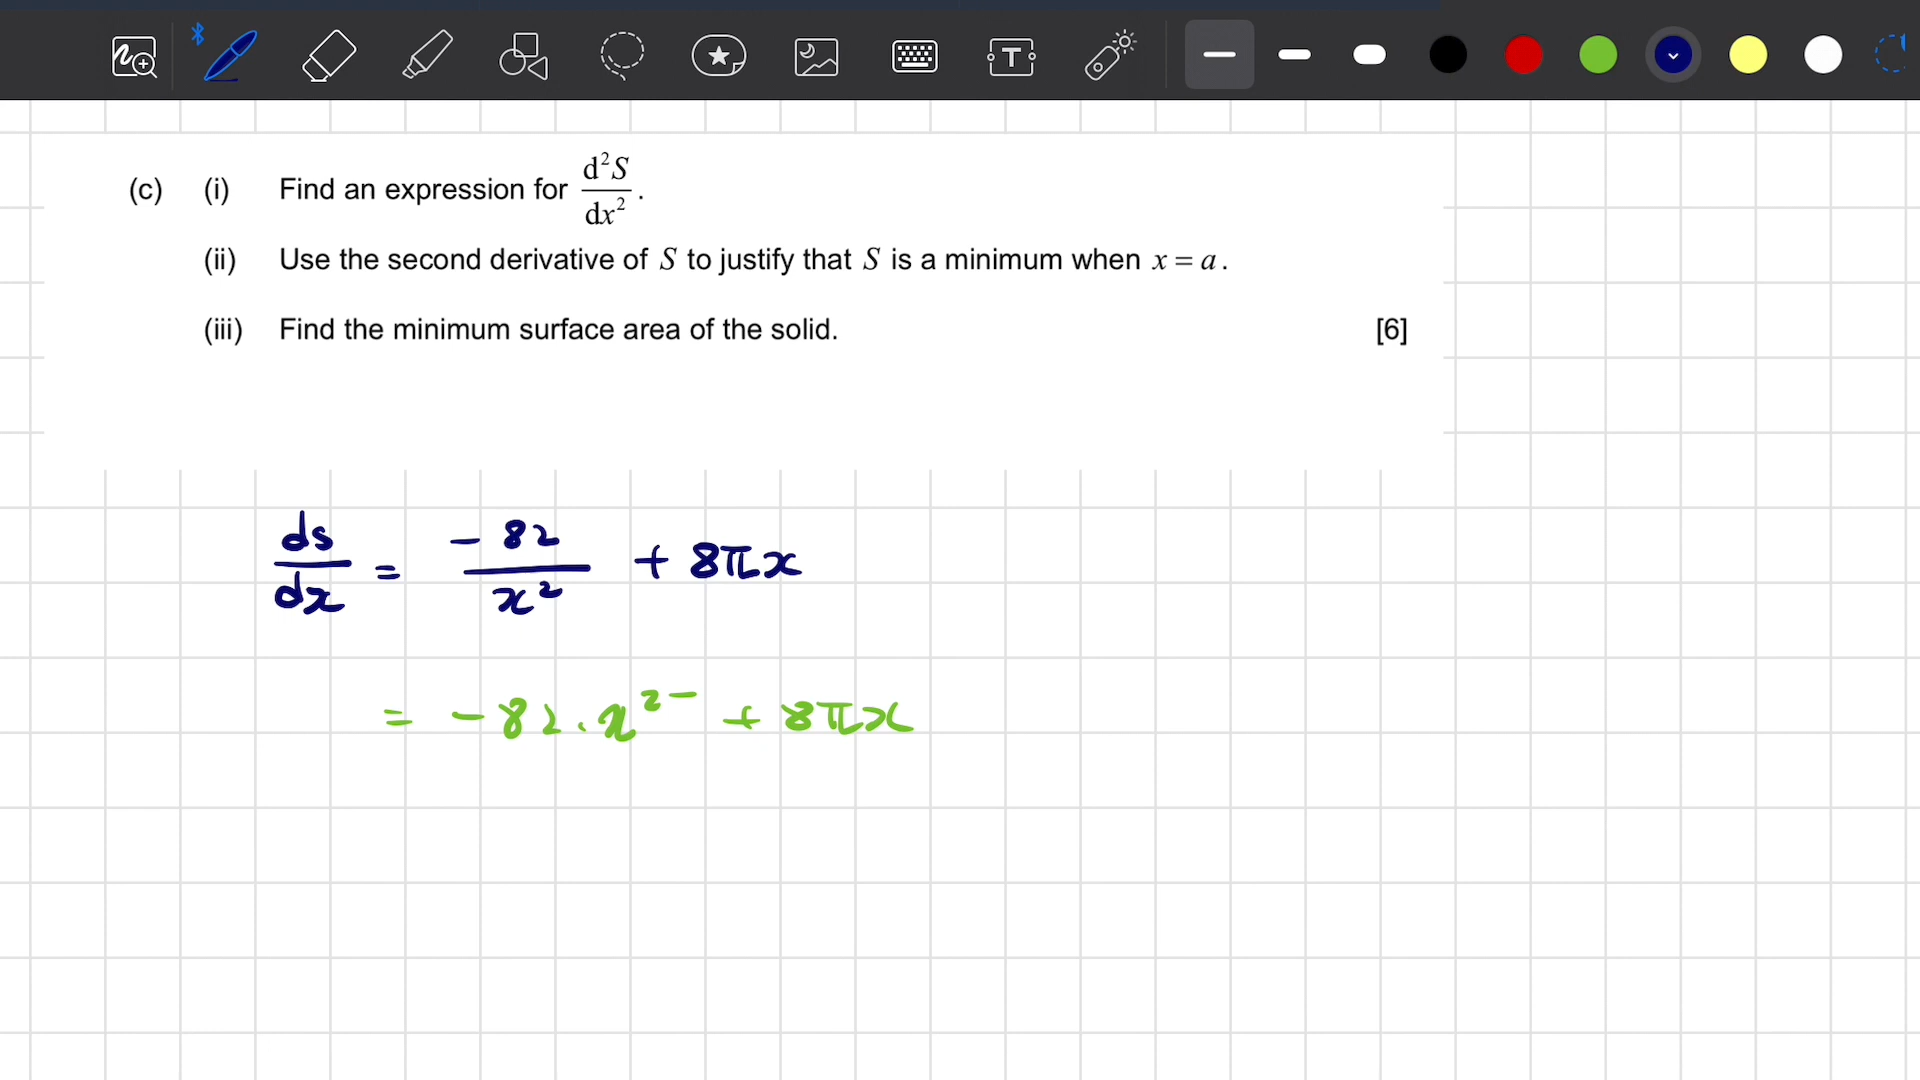 (c) (i) Find an expression for d²S/dx² .
(ii) Use the second derivative of S to justify that S is a minimum when x = a .
(iii) Find the minimum surface area of the solid. [6]
ds/dx = - 82/x² + 8πx
= - 82 . x²⁻ + 8πx